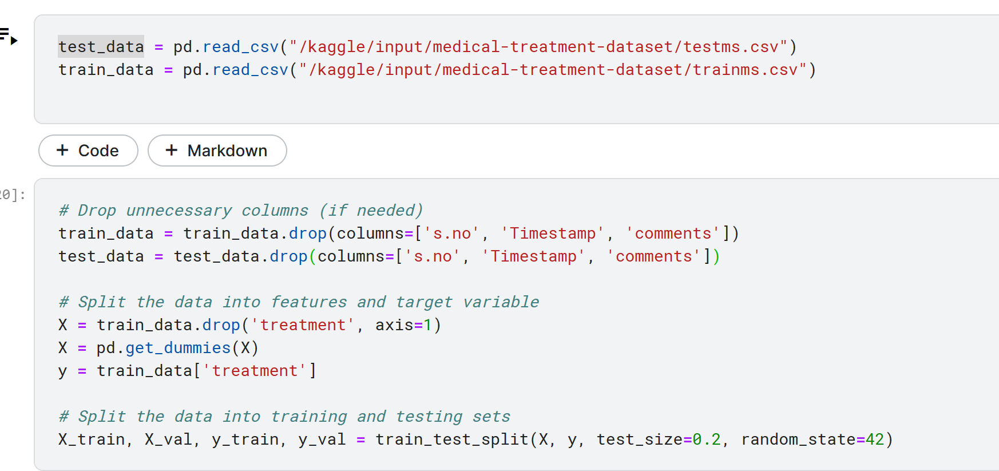 test_data = pd.read_csv("/kaggle/input/medical-treatment-dataset/testms.csv")
train_data = pd.read_csv("/kaggle/input/medical-treatment-dataset/trainms.csv")
+ Code + Markdown
20]:
# Drop unnecessary columns (if needed)
train_data = train_data.drop(columns=['s.no', 'Timestamp', 'comments'])
test_data = test_data.drop(columns=['s.no', 'Timestamp', 'comments'])
# Split the data into features and target variable
X = train_data.drop('treatment', axis=1)
X = pd.get_dummies(X)
y = train_data['treatment']
# Split the data into training and testing sets
X_train, X_val, y_train, y_val = train_test_split(X, y, test_size=0.2, random_state=42)